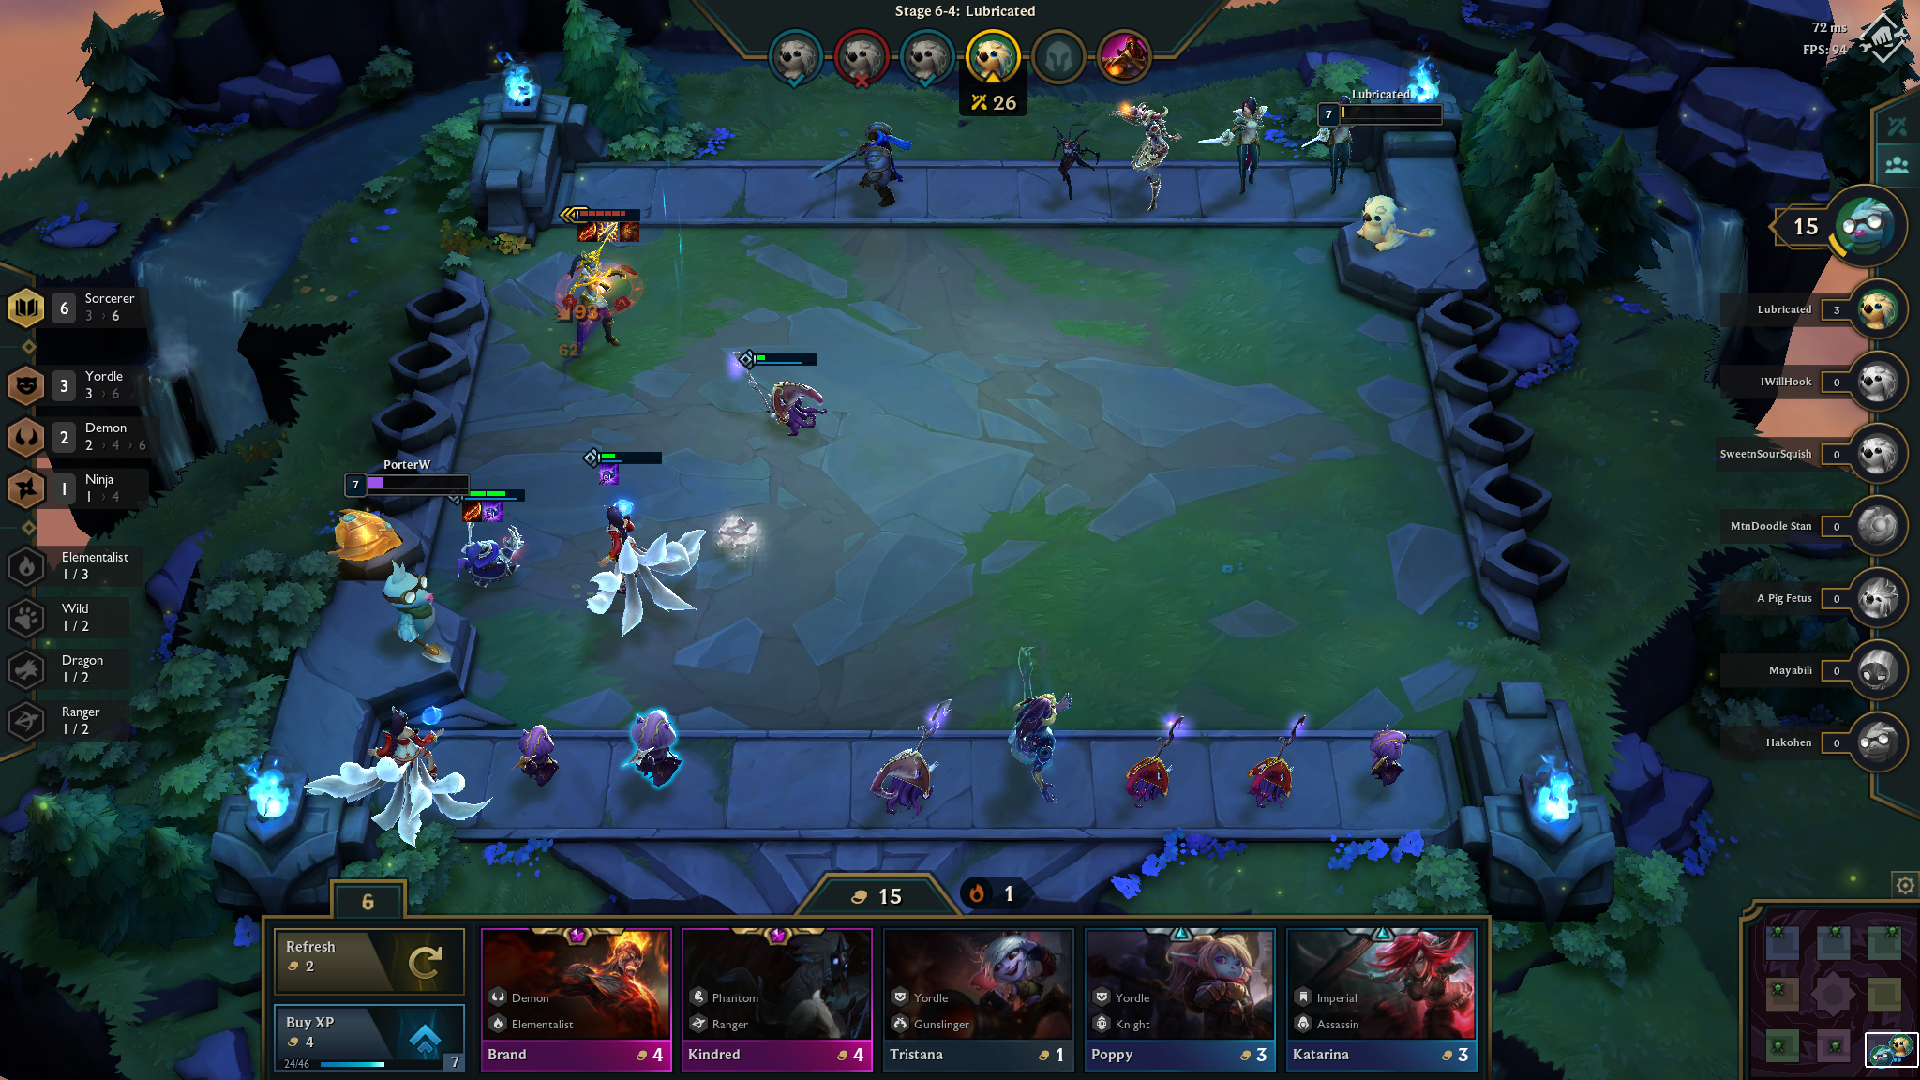 Stage 6-4: Lubricated
72 ms
FPS: 94
26
Lubricated
7
15
Lubricated
3
IWillHook
0
SweetnSourSquish
0
MtnDoodle Stan
0
A Pig Fetus
0
Mayabili
0
Hakohen
0
6
Sorcerer
3 › 6
3
Yordle
3 › 6
2
Demon
2 › 4 › 6
1
Ninja
1 › 4
Elementalist
1 / 3
Wild
1 / 2
Dragon
1 / 2
Ranger
1 / 2
93
62
PorterW
7
6
15
1
Refresh
2
Buy XP
4
24/46
7
Demon
Elementalist
Brand
4
Phantom
Ranger
Kindred
4
Yordle
Gunslinger
Tristana
1
Yordle
Knight
Poppy
3
Imperial
Assassin
Katarina
3